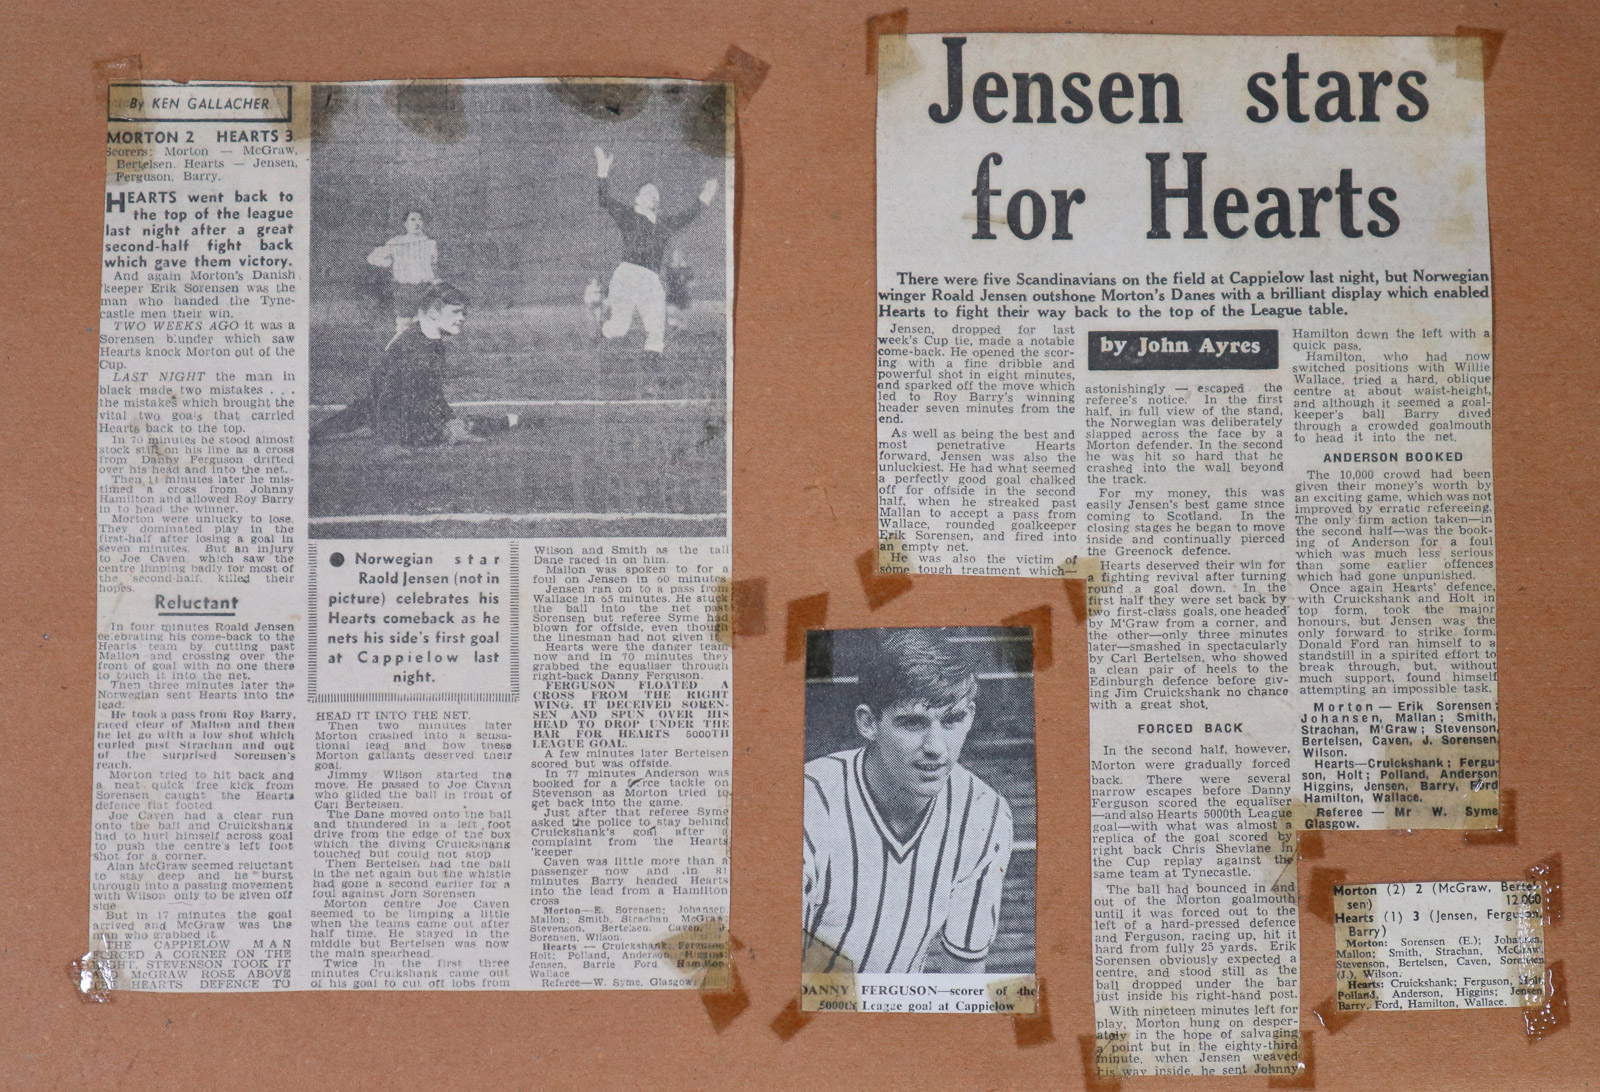 By KEN GALLACHER
MORTON 2 HEARTS 3
Scorers: Morton — McGraw,
Bertelsen. Hearts — Jensen,
Ferguson, Barry.
HEARTS went back to
the top of the league
last night after a great
second-half fight back
which gave them victory.
And again Morton's Danish
'keeper Erik Sorensen was the
man who handed the Tyne-
castle men their win.
TWO WEEKS AGO it was a
Sorensen blunder which saw
Hearts knock Morton out of the
Cup.
LAST NIGHT the man in
black made two mistakes . . .
the mistakes which brought the
vital two goals that carried
Hearts back to the top.
In 70 minutes he stood almost
stock still on his line as a cross
from Danny Ferguson drifted
over his head and into the net.
Then 11 minutes later he mis-
timed a cross from Johnny
Hamilton and allowed Roy Barry
in to head the winner.
Morton were unlucky to lose.
They dominated play in the
first-half after losing a goal in
seven minutes. But an injury
to Joe Caven which saw the
centre limping badly for most of
the second-half, killed their
hopes.
Reluctant
In four minutes Roald Jensen
celebrating his come-back to the
Hearts team by cutting past
Mallon and crossing over the
front of goal with no one there
to touch it into the net.
Then three minutes later the
Norwegian sent Hearts into the
lead.
He took a pass from Roy Barry,
raced clear of Mallon and then
he let go with a low shot which
curled past Strachan and out
of the surprised Sorensen's
reach.
Morton tried to hit back and
a neat quick free kick from
Sorensen caught the Hearts
defence flat footed.
Joe Caven had a clear run
onto the ball and Cruickshank
had to hurl himself across goal
to push the centre's left foot
shot for a corner.
Alan McGraw seemed reluctant
to stay deep and he burst
through into a passing movement
with Wilson only to be given off
side
But in 17 minutes the goal
arrived and McGraw was the
man who grabbed it.
THE CAPPIELOW MAN
FORCED A CORNER ON THE
RIGHT, STEVENSON TOOK IT
AND McGRAW ROSE ABOVE
HEARTS DEFENCE TO
Norwegian star
Raold Jensen (not in
picture) celebrates his
Hearts comeback as he
nets his side's first goal
at Cappielow last
night.
HEAD IT INTO THE NET.
Then two minutes later
Morton crashed into a sensa-
tional lead and how these
Morton gallants deserved their
goal.
Jimmy Wilson started the
move. He passed to Joe Cavan
who gilded the ball in front of
Carl Bertelsen.
The Dane moved onto the ball
and thundered in a left foot
drive from the edge of the box
which the diving Cruickshank
touched but could not stop
Then Bertelsen had the ball
in the net again but the whistle
had gone a second earlier for a
foul against Jorn Sorensen
Morton centre Joe Caven
seemed to be limping a little
when the teams came out after
half time. He stayed in the
middle but Bertelsen was now
the main spearhead.
Twice in the first three
minutes Cruikshank came out
of his goal to cut off lobs from
Wilson and Smith as the tall
Dane raced in on him.
Mallon was spoken to for a
foul on Jensen in 60 minutes
Jensen ran on to a pass from
Wallace in 65 minutes. He stuck
the ball into the net past
Sorensen but referee Syme had
blown for offside, even though
the linesman had not given it
Hearts were the danger team
now and in 70 minutes they
grabbed the equaliser through
right-back Danny Ferguson.
FERGUSON FLOATED A
CROSS FROM THE RIGHT
WING. IT DECEIVED SOREN-
SEN AND SPUN OVER HIS
HEAD TO DROP UNDER THE
BAR FOR HEARTS 5000TH
LEAGUE GOAL.
A few minutes later Bertelsen
scored but was offside.
In 77 minutes Anderson was
booked for a fierce tackle on
Stevenson as Morton tried to
get back into the game.
Just after that referee Syme
asked the police to stay behind
Cruickshank's goal after a
complaint from the Hearts
'keeper
Caven was little more than a
passenger now and in 81
minutes Barry headed Hearts
into the lead from a Hamilton
cross
Morton—E. Sorensen; Johansen,
Mallon; Smith, Strachan, McGraw;
Stevenson, Bertelsen, Caven, J.
Sorensen, Wilson.
Hearts — Cruickshank, Ferguson,
Holt; Polland, Anderson, Higgins;
Jensen, Barrie Ford Hamilton
Wallace
Referee—W. Syme, Glasgow.
Jensen stars
for Hearts
There were five Scandinavians on the field at Cappielow last night, but Norwegian
winger Roald Jensen outshone Morton's Danes with a brilliant display which enabled
Hearts to fight their way back to the top of the League table.
Jensen, dropped for last
week's Cup tie, made a notable
come-back. He opened the scor-
ing with a fine dribble and
powerful shot in eight minutes,
and sparked off the move which
led to Roy Barry's winning
header seven minutes from the
end.
As well as being the best and
most penetrative Hearts
forward, Jensen was also the
unluckiest. He had what seemed
a perfectly good goal chalked
off for offside in the second
half, when he streaked past
Mallan to accept a pass from
Wallace, rounded goalkeeper
Erik Sorensen, and fired into
an empty net.
He was also the victim of
some tough treatment which—
by John Ayres
astonishingly — escaped the
referee's notice. In the first
half, in full view of the stand,
the Norwegian was deliberately
slapped across the face by a
Morton defender. In the second
he was hit so hard that he
crashed into the wall beyond
the track.
For my money, this was
easily Jensen's best game since
coming to Scotland. In the
closing stages he began to move
inside and continually pierced
the Greenock defence.
Hearts deserved their win for
a fighting revival after turning
round a goal down. In the
first half they were set back by
two first-class goals, one headed
by M'Graw from a corner, and
the other—only three minutes
later—smashed in spectacularly
by Carl Bertelsen, who showed
a clean pair of heels to the
Edinburgh defence before giv-
ing Jim Cruickshank no chance
with a great shot.
FORCED BACK
In the second half, however,
Morton were gradually forced
back. There were several
narrow escapes before Danny
Ferguson scored the equaliser
—and also Hearts 5000th League
goal—with what was almost a
replica of the goal scored by
right back Chris Shevlane in
the Cup replay against the
same team at Tynecastle.
The ball had bounced in and
out of the Morton goalmouth
until it was forced out to the
left of a hard-pressed defence
and Ferguson, racing up, hit it
hard from fully 25 yards. Erik
Sorensen obviously expected a
centre, and stood still as the
ball dropped under the bar
just inside his right-hand post.
With nineteen minutes left for
play, Morton hung on desper-
ately in the hope of salvaging
a point but in the eighty-third
minute, when Jensen weaved
his way inside, he sent Johnny
Hamilton down the left with a
quick pass.
Hamilton, who had now
switched positions with Willie
Wallace, tried a hard, oblique
centre at about waist-height,
and although it seemed a goal-
keeper's ball Barry dived
through a crowded goalmouth
to head it into the net.
ANDERSON BOOKED
The 10,000 crowd had been
given their money's worth by
an exciting game, which was not
improved by erratic refereeing.
The only firm action taken—in
the second half—was the book-
ing of Anderson for a foul
which was much less serious
than some earlier offences
which had gone unpunished.
Once again Hearts' defence,
with Cruickshank and Holt in
top form, took the major
honours, but Jensen was the
only forward to strike form.
Donald Ford ran himself to a
standstill in a spirited effort to
break through, but, without
much support, found himself
attempting an impossible task.
Morton — Erik Sorensen;
Johansen, Mallan; Smith,
Strachan, M'Graw; Stevenson,
Bertelsen, Caven, J. Sorensen,
Wilson.
Hearts—Cruickshank; Fergu-
son, Holt; Polland, Anderson,
Higgins, Jensen, Barry, Ford
Hamilton, Wallace.
Referee — Mr W. Syme
Glasgow.
DANNY FERGUSON—scorer of the
5000th League goal at Cappielow
Morton (2) 2 (McGraw, Bertel-
sen) 12,000
Hearts (1) 3 (Jensen, Ferguson,
Barry)
Morton: Sorensen (E.); Johansen,
Mallon; Smith, Strachan, McGraw;
Stevenson, Bertelsen, Caven, Sorensen
(J.), Wilson.
Hearts: Cruickshank; Ferguson, Holt;
Polland, Anderson, Higgins; Jensen,
Barry, Ford, Hamilton, Wallace.